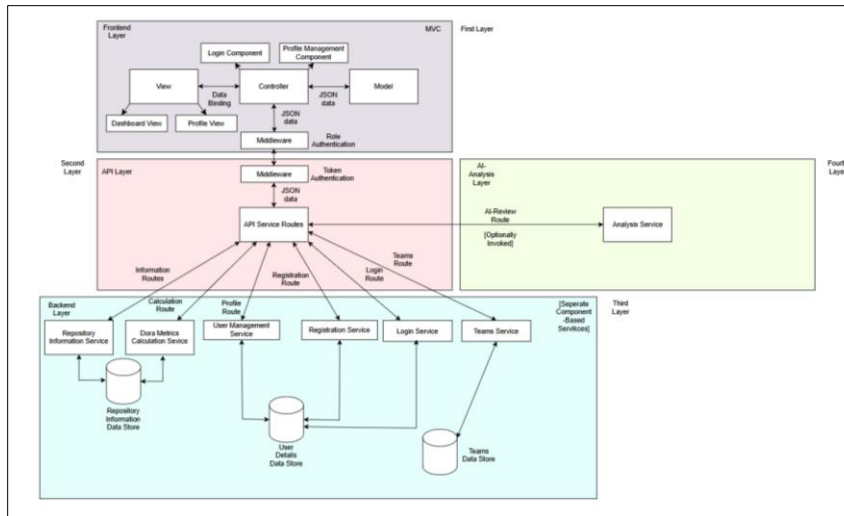 Frontend
Layer
MVC
First Layer
Login Component
Profile Management
Component
View
Data
Binding
Controller
JSON
data
Model
Dashboard View
Profile View
JSON
data
Middleware
Role
Authentication
Second
Layer
API Layer
Middleware
Token
Authentication
JSON
data
API Service Routes
AI-
Analysis
Layer
Fourth
Layer
AI-Review
Route
[Optionally
Invoked]
Analysis Service
Information
Routes
Calculation
Route
Profile
Route
Registration
Route
Login
Route
Teams
Route
Backend
Layer
[Seperate
Component
-Based
Servikces]
Third
Layer
Repository
Information Service
Dora Metrics
Calculation Sevice
User Management
Service
Registration Service
Login Service
Teams Service
Repository
Information
Data Store
User
Details
Data Store
Teams
Data Store